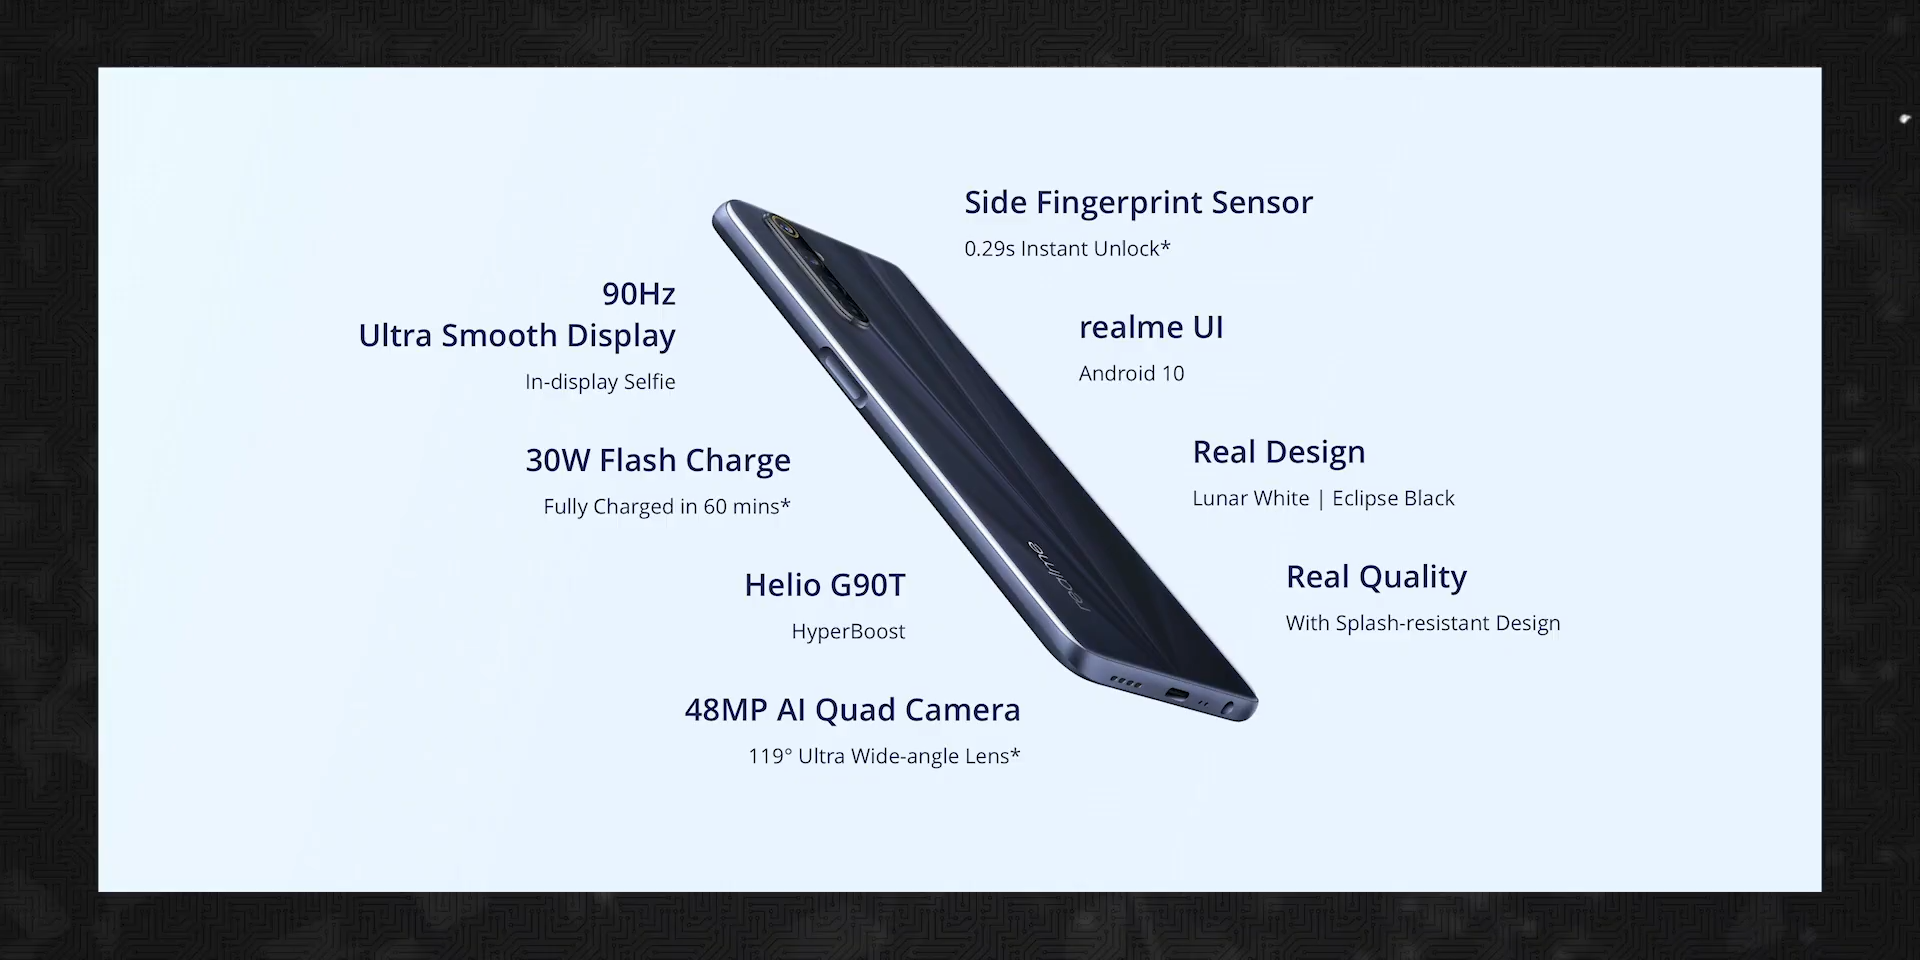 90Hz
Ultra Smooth Display
In-display Selfie
30W Flash Charge
Fully Charged in 60 mins*
Helio G90T
HyperBoost
48MP AI Quad Camera
119° Ultra Wide-angle Lens*
Side Fingerprint Sensor
0.29s Instant Unlock*
realme UI
Android 10
Real Design
Lunar White | Eclipse Black
Real Quality
With Splash-resistant Design
realme